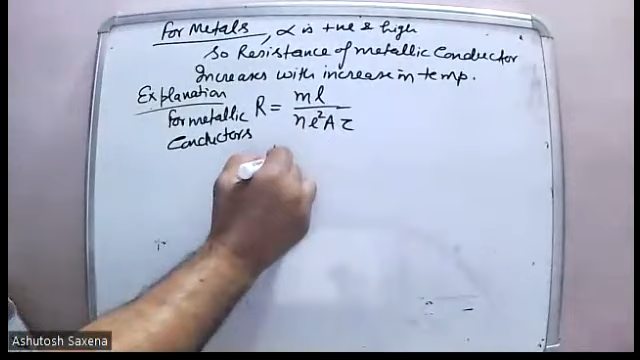 For Metals, α is +ve & high
So Resistance of metallic Conductor
Increases with increase in temp.
Explanation
for metallic R = ml / ne²Aτ
Conductors
Ashutosh Saxena